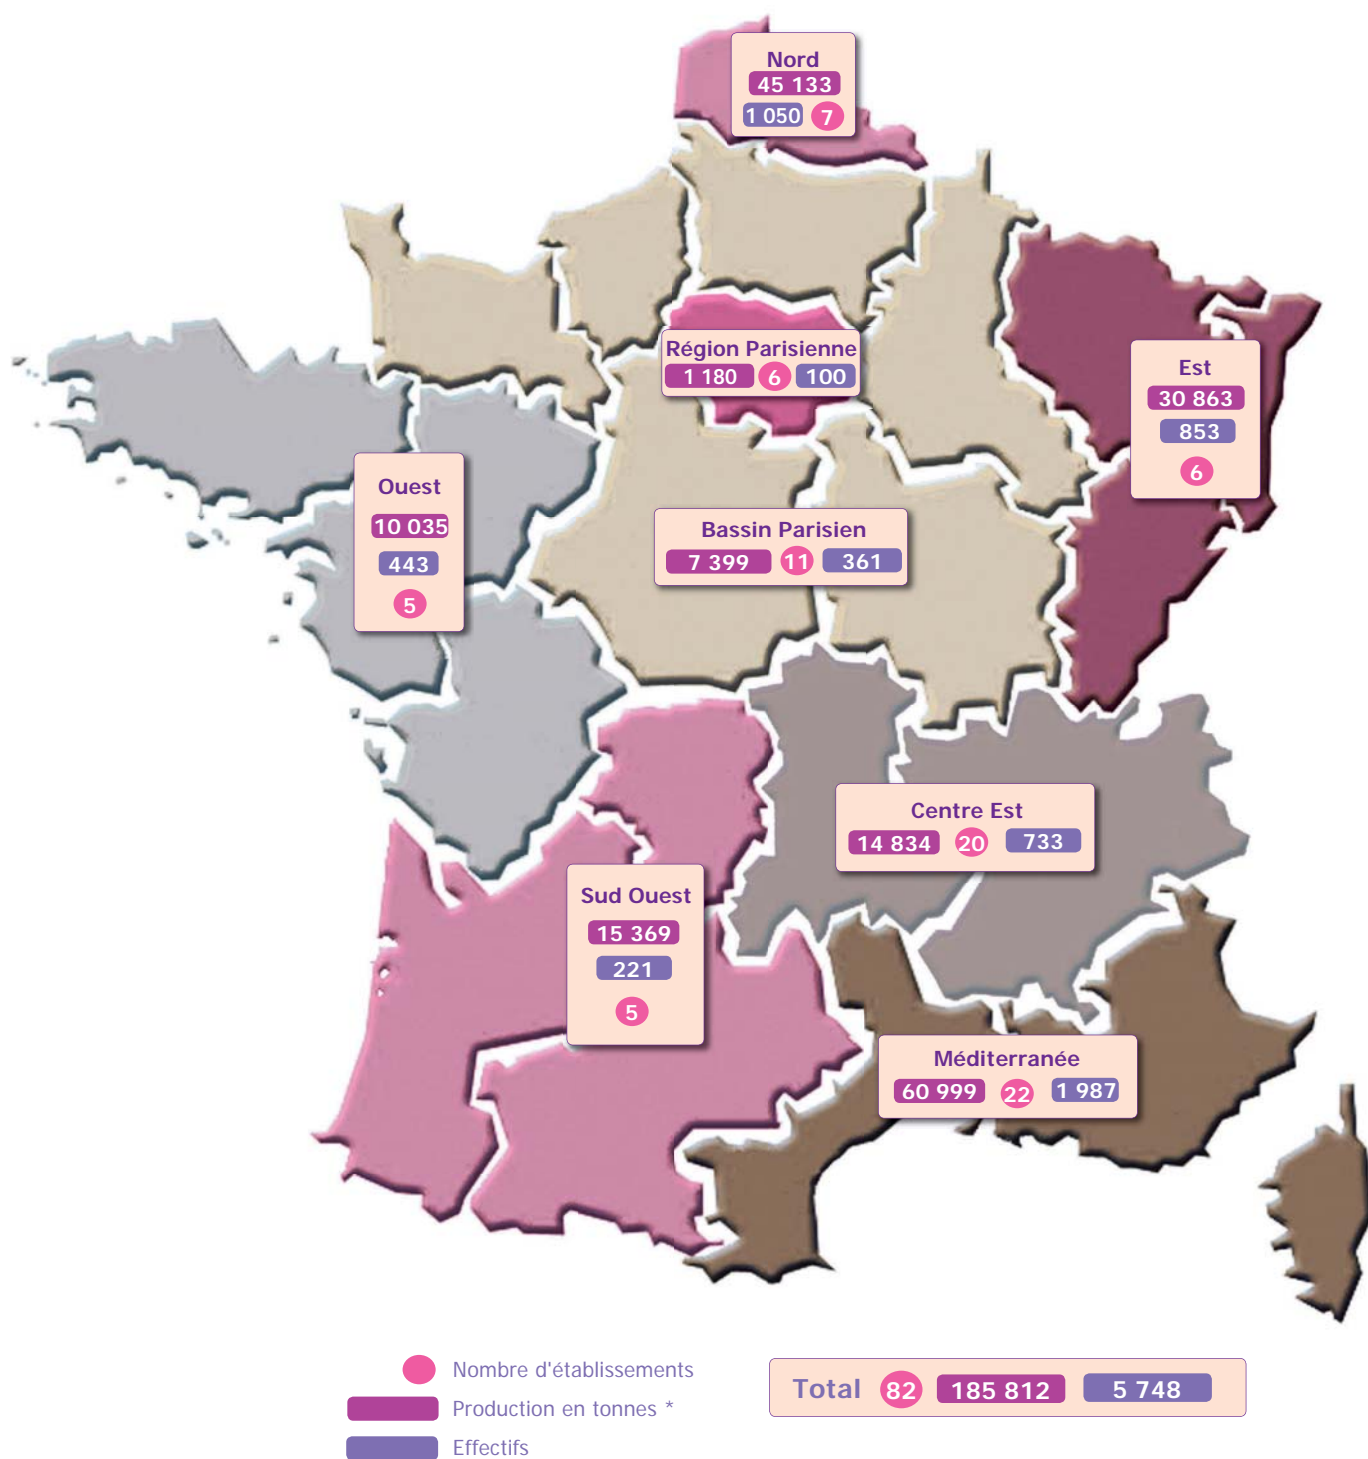 Nord
45 133
1 050 7
Région Parisienne
1 180 6 100
Est
30 863
853
6
Ouest
10 035
443
5
Bassin Parisien
7 399 11 361
Centre Est
14 834 20 733
Sud Ouest
15 369
221
5
Méditerranée
60 999 22 1 987
Nombre d'établissements
Production en tonnes *
Effectifs
Total 82 185 812 5 748